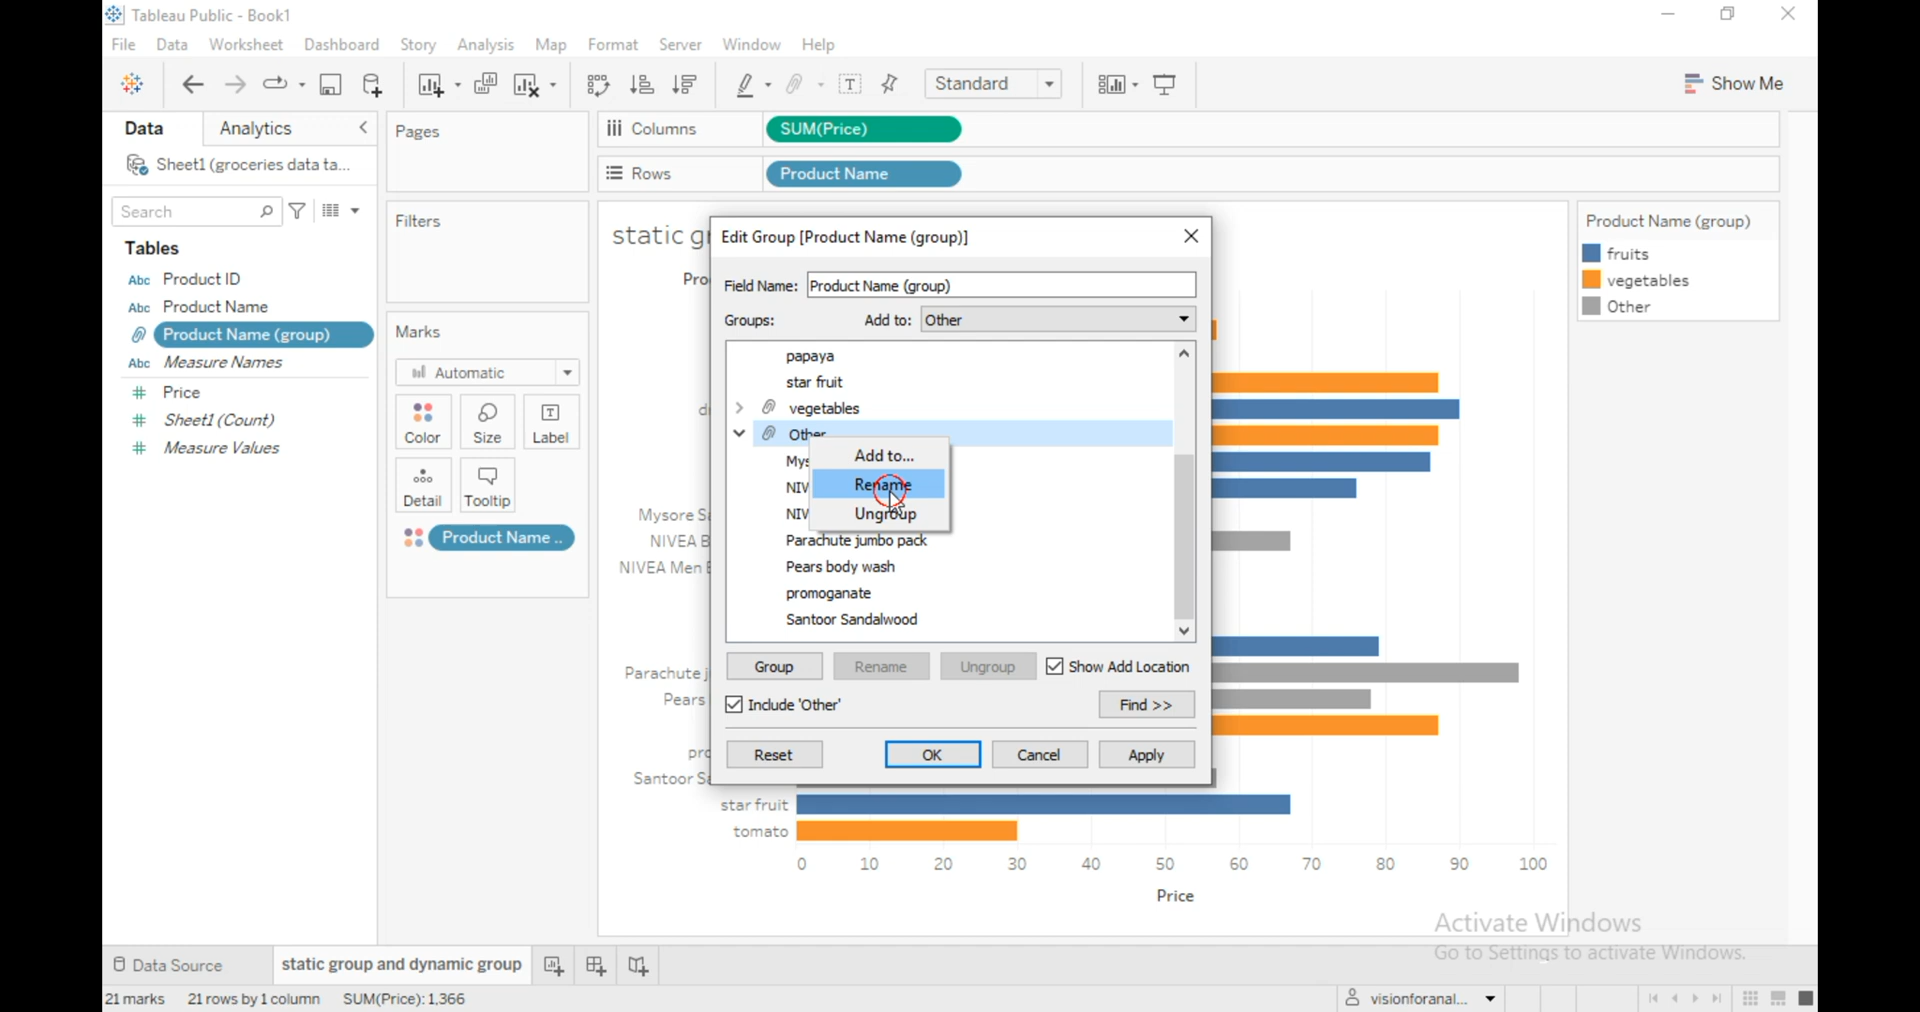 Tableau Public - Book1
File Data Worksheet Dashboard Story Analysis Map Format Server Window Help
Standard
Show Me
Data Analytics
Sheet1 (groceries data ta...
Search
Tables
Abc Product ID
Abc Product Name
Product Name (group)
Abc Measure Names
# Price
# Sheet1 (Count)
# Measure Values
Pages
Filters
Marks
Automatic
Color Size Label
Detail Tooltip
Product Name ..
Columns SUM(Price)
Rows Product Name
static
Mysore
NIVEA B
NIVEA Men
Parachute
Pears
Santoor
star fruit
tomato
0 10 20 30 40 50 60 70 80 90 100
Price
Edit Group [Product Name (group)]
Field Name: Product Name (group)
Groups: Add to: Other
papaya
star fruit
vegetables
Other
Add to...
Rename
Ungroup
Mys
NIV
NIV
Parachute jumbo pack
Pears body wash
promoganate
Santoor Sandalwood
Group Rename Ungroup Show Add Location
Include 'Other' Find >>
Reset OK Cancel Apply
Product Name (group)
fruits
vegetables
Other
Activate Windows
Go to Settings to activate Windows.
Data Source static group and dynamic group
21 marks 21 rows by 1 column SUM(Price): 1,366
visionforanal...